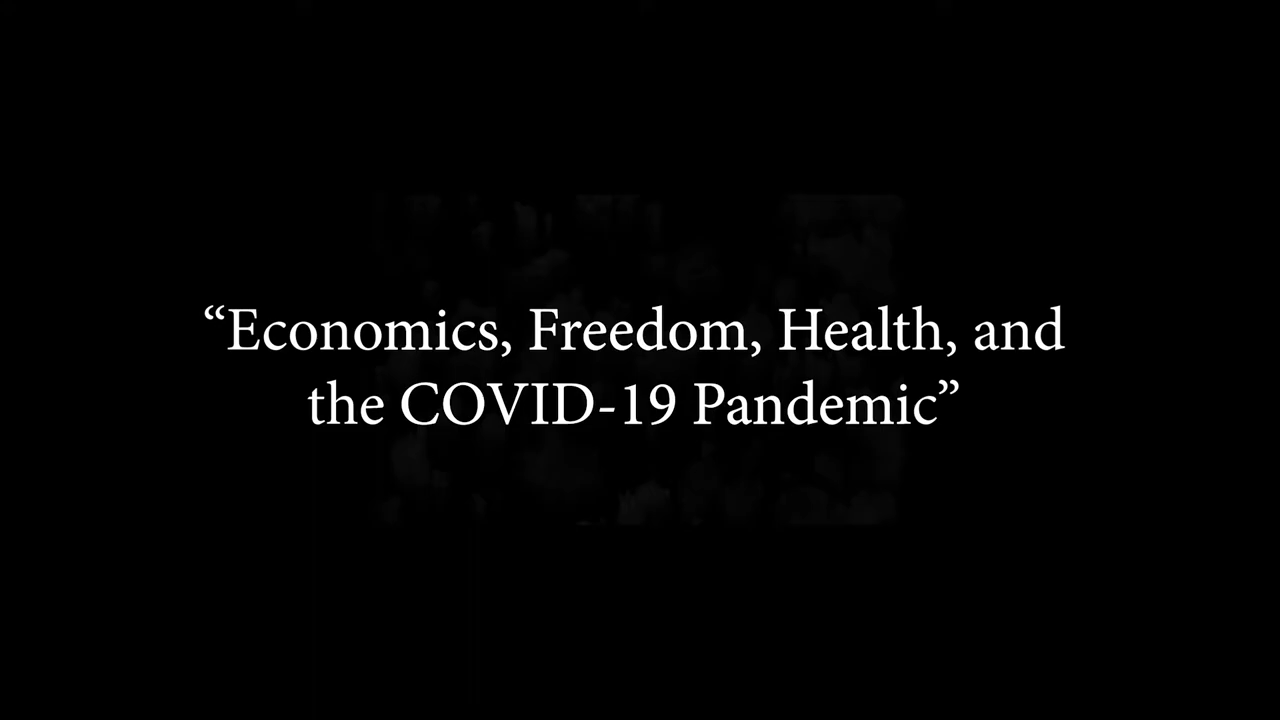 “Economics, Freedom, Health, and
the COVID-19 Pandemic”